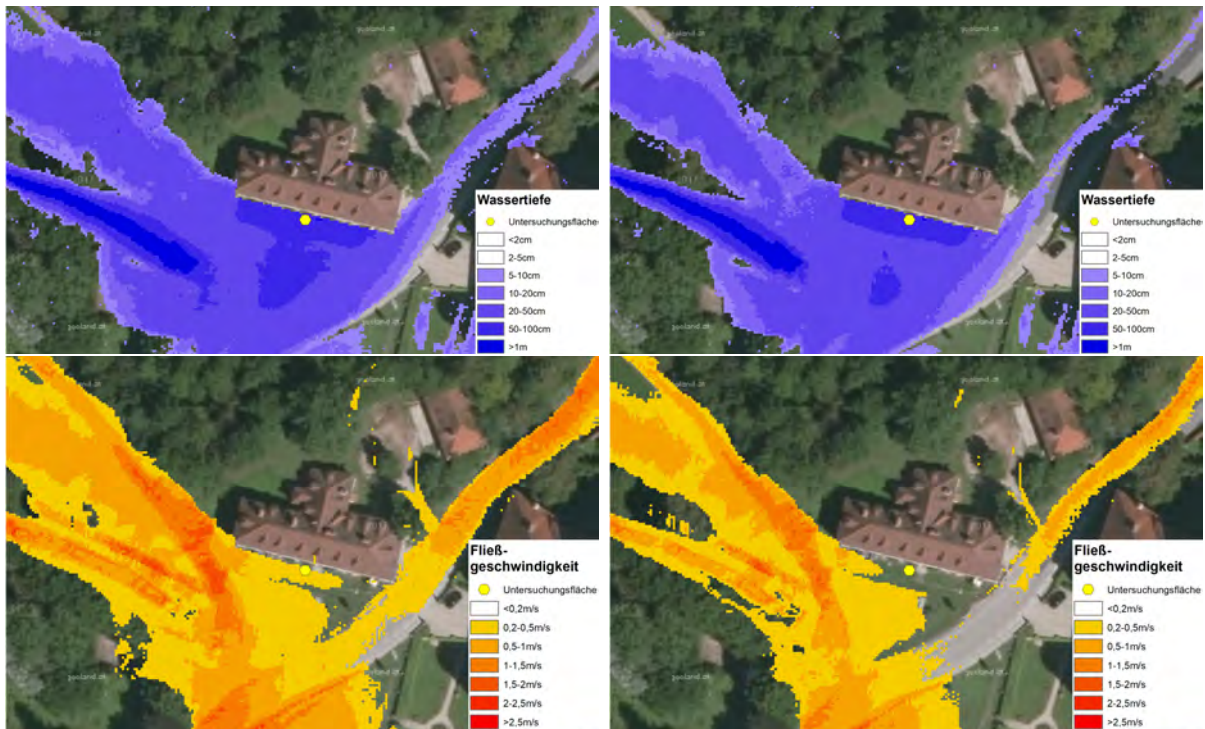 Wassertiefe
Untersuchungsfläche
<2cm
2-5cm
5-10cm
10-20cm
20-50cm
50-100cm
>1m
Wassertiefe
Untersuchungsfläche
<2cm
2-5cm
5-10cm
10-20cm
20-50cm
50-100cm
>1m
Fließ-
geschwindigkeit
Untersuchungsfläche
<0,2m/s
0,2-0,5m/s
0,5-1m/s
1-1,5m/s
1,5-2m/s
2-2,5m/s
>2,5m/s
Fließ-
geschwindigkeit
Untersuchungsfläche
<0,2m/s
0,2-0,5m/s
0,5-1m/s
1-1,5m/s
1,5-2m/s
2-2,5m/s
>2,5m/s